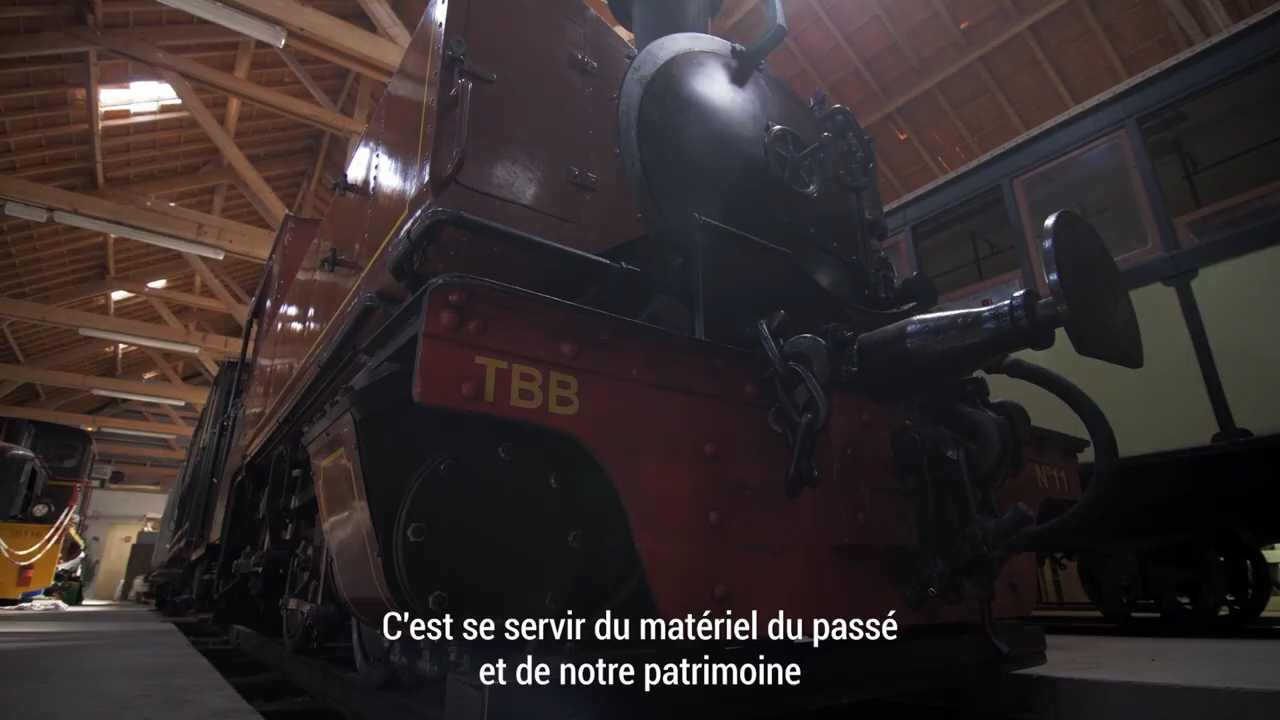 TBB
N°11
C'est se servir du matériel du passé
et de notre patrimoine